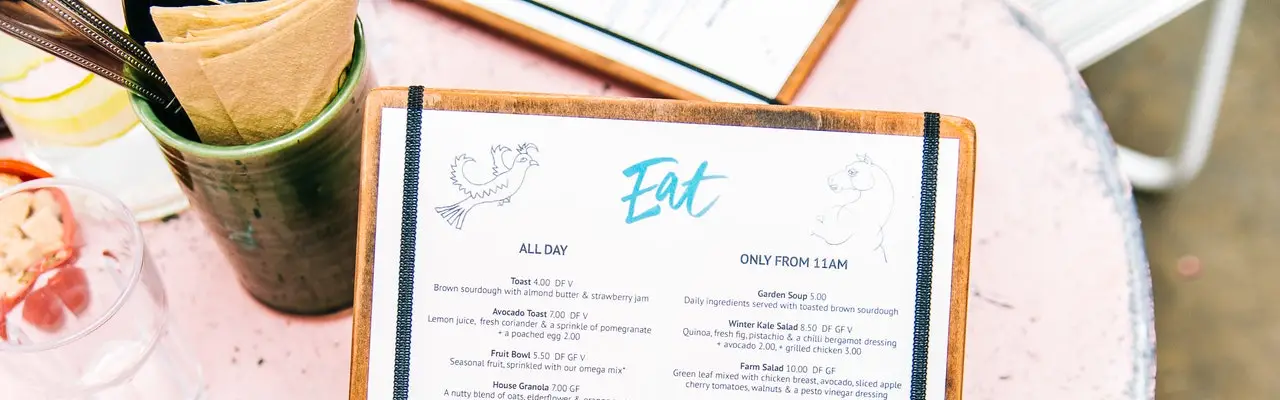 Eat
ALL DAY
Toast 4.00 DF V
Brown sourdough with almond butter & strawberry jam
Avocado Toast 7.00 DF V
Lemon juice, fresh coriander & a sprinkle of pomegranate
+ a poached egg 2.00
Fruit Bowl 5.50 DF GF V
Seasonal fruit, sprinkled with our omega mix*
House Granola 7.00 GF
A nutty blend of oats, elderflower &
ONLY FROM 11AM
Garden Soup 5.00
Daily ingredients served with toasted brown sourdough
Winter Kale Salad 8.50 DF GF V
Quinoa, fresh fig, pistachio & a chilli bergamot dressing
+ avocado 2.00, + grilled chicken 3.00
Farm Salad 10.00 DF GF
Green leaf mixed with chicken breast, avocado, sliced apple
cherry tomatoes, walnuts & a pesto vinegar dressing